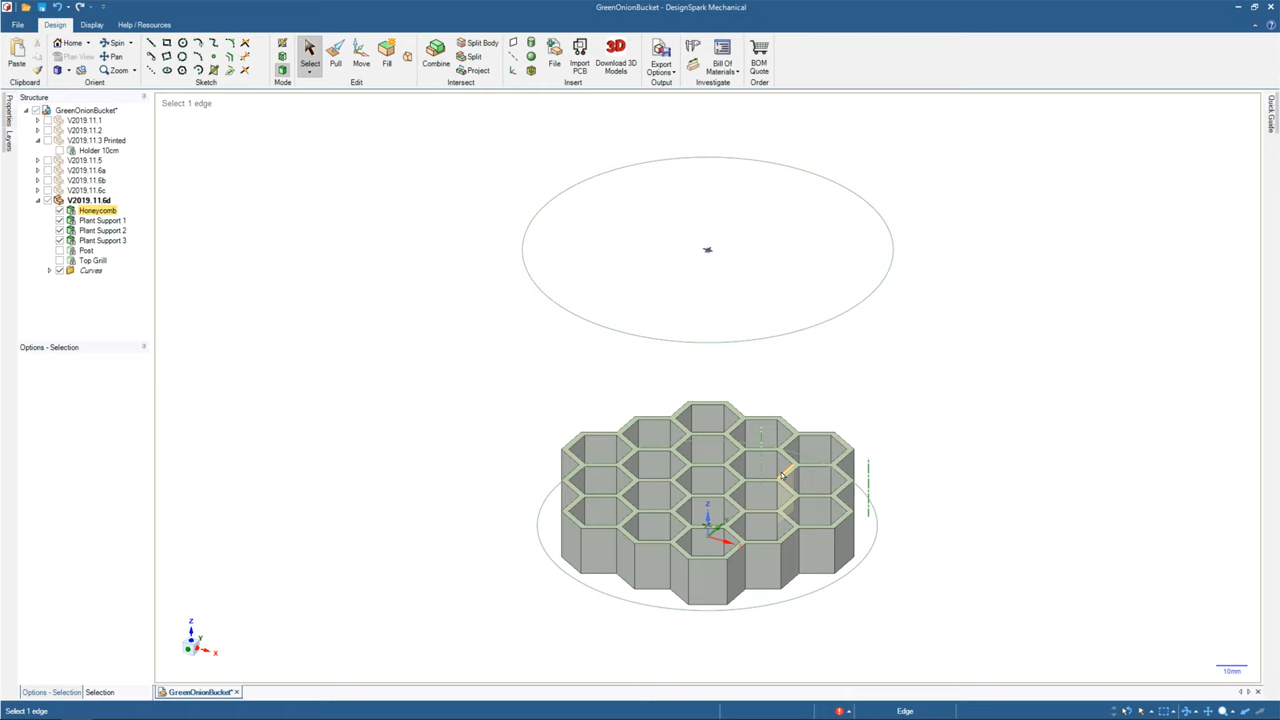 GreenOnionBucket - DesignSpark Mechanical
File Design Display Help / Resources
Paste
Clipboard
Home Spin
Plan View Pan
Zoom
Orient
Sketch
Mode
Select Pull Move Fill
Edit
Combine Split Body
Split
Project
Intersect
File Import PCB Download 3D Models
3D
Insert
Export Options
Output
Bill Of Materials
Investigate
BOM Quote
Order
Structure
Properties
Layers
GreenOnionBucket*
V2019.11.1
V2019.11.2
V2019.11.3 Printed
Holder 10cm
V2019.11.5
V2019.11.6a
V2019.11.6b
V2019.11.6c
V2019.11.6d
Honeycomb
Plant Support 1
Plant Support 2
Plant Support 3
Post
Top Grill
Curves
Options - Selection
Select 1 edge
Quick Guide
Z
Z
Y
X
10mm
Options - Selection Selection
GreenOnionBucket*
Select 1 edge
Edge